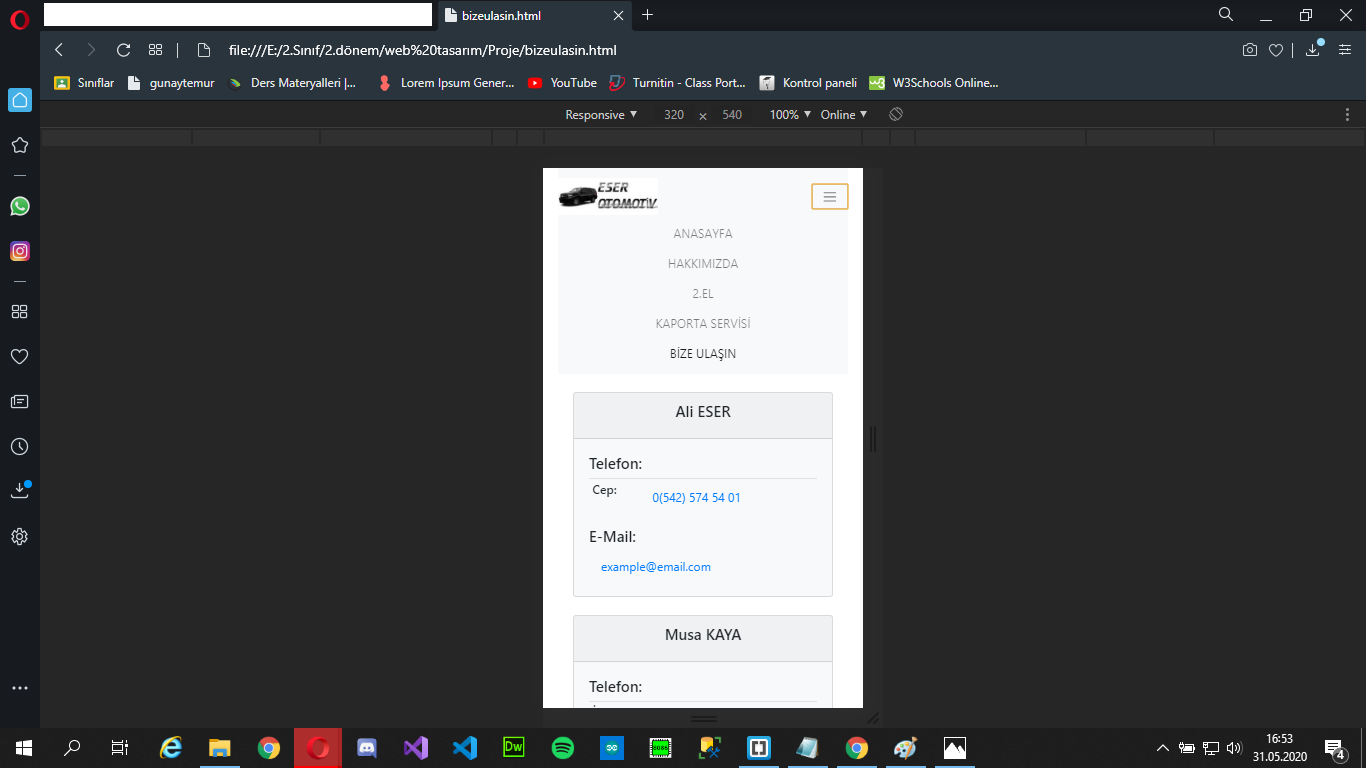 bizeulasin.html
file:///E:/2.Sınıf/2.dönem/web%20tasarım/Proje/bizeulasin.html
Sınıflar
gunaytemur
Ders Materyalleri |...
Lorem Ipsum Gener...
YouTube
Turnitin - Class Port...
Kontrol paneli
W3Schools Online...
Responsive
320 × 540
100%
Online
ESER
OTOMOTİV
ANASAYFA
HAKKIMIZDA
2.EL
KAPORTA SERVİSİ
BİZE ULAŞIN
Ali ESER
Telefon:
Cep: 0(542) 574 54 01
E-Mail:
example@email.com
Musa KAYA
Telefon:
Dw
16:53
31.05.2020
4